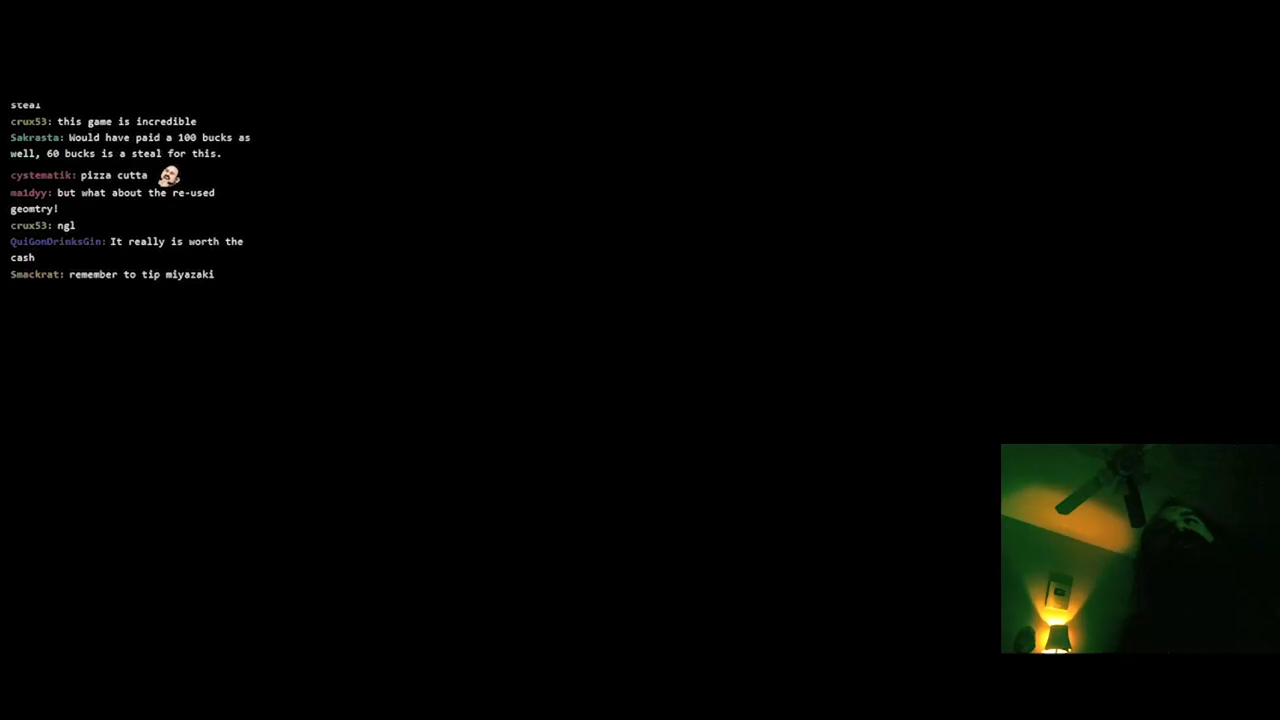 steal
crux53: this game is incredible
Sakrasta: Would have paid a 100 bucks as
well, 60 bucks is a steal for this.
cystematik: pizza cutta
ma1dyy: but what about the re-used
geomtry!
crux53: ngl
QuiGonDrinksGin: It really is worth the
cash
Smackrat: remember to tip miyazaki